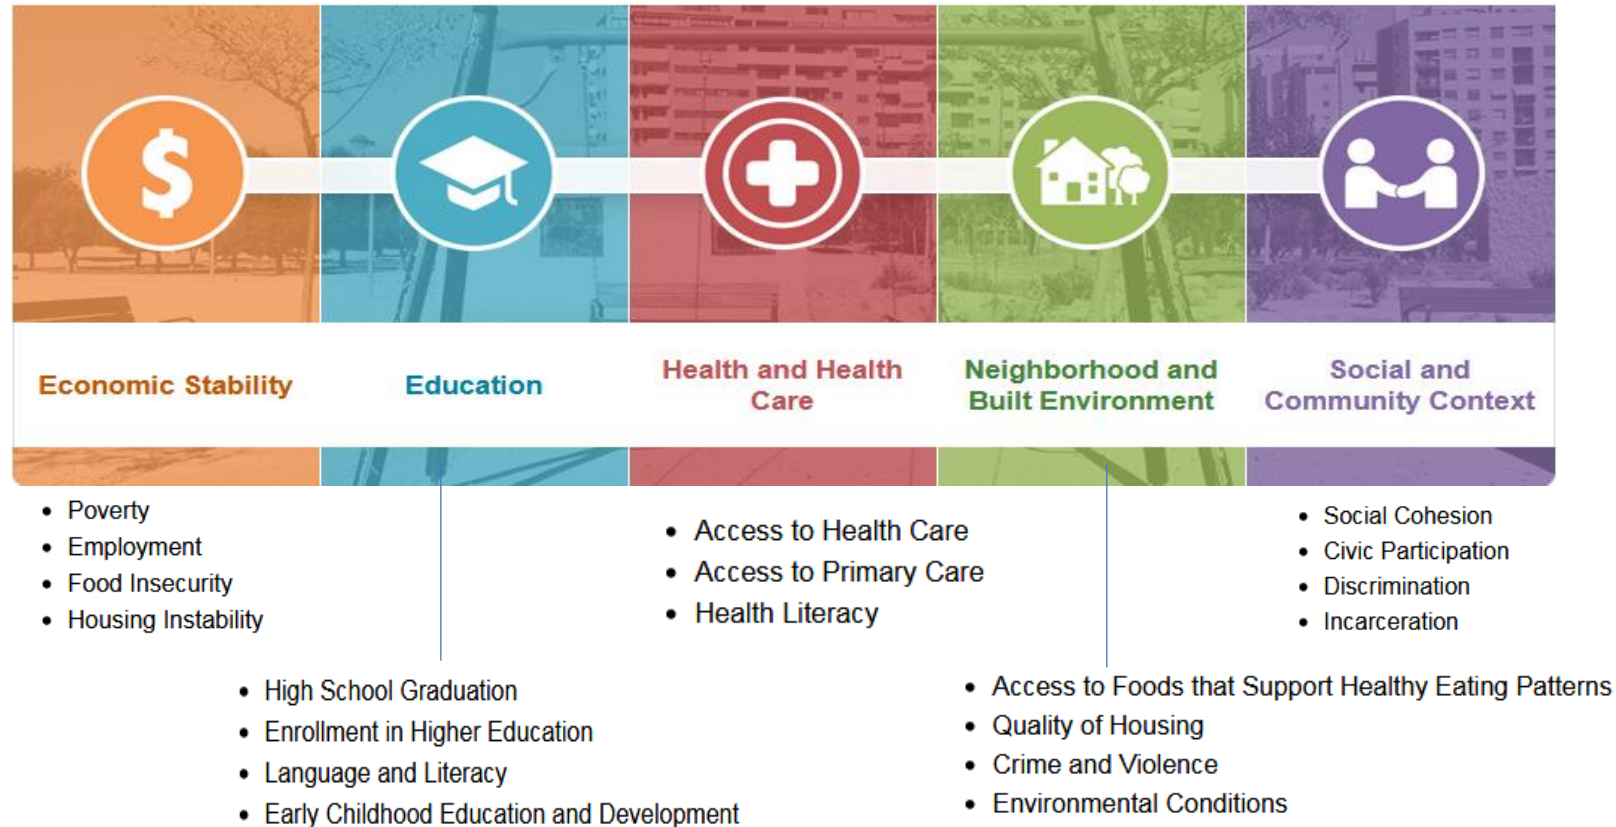 $
Economic Stability
Education
Health and Health
Care
Neighborhood and
Built Environment
Social and
Community Context
• Poverty
• Employment
• Food Insecurity
• Housing Instability
• High School Graduation
• Enrollment in Higher Education
• Language and Literacy
• Early Childhood Education and Development
• Access to Health Care
• Access to Primary Care
• Health Literacy
• Access to Foods that Support Healthy Eating Patterns
• Quality of Housing
• Crime and Violence
• Environmental Conditions
• Social Cohesion
• Civic Participation
• Discrimination
• Incarceration